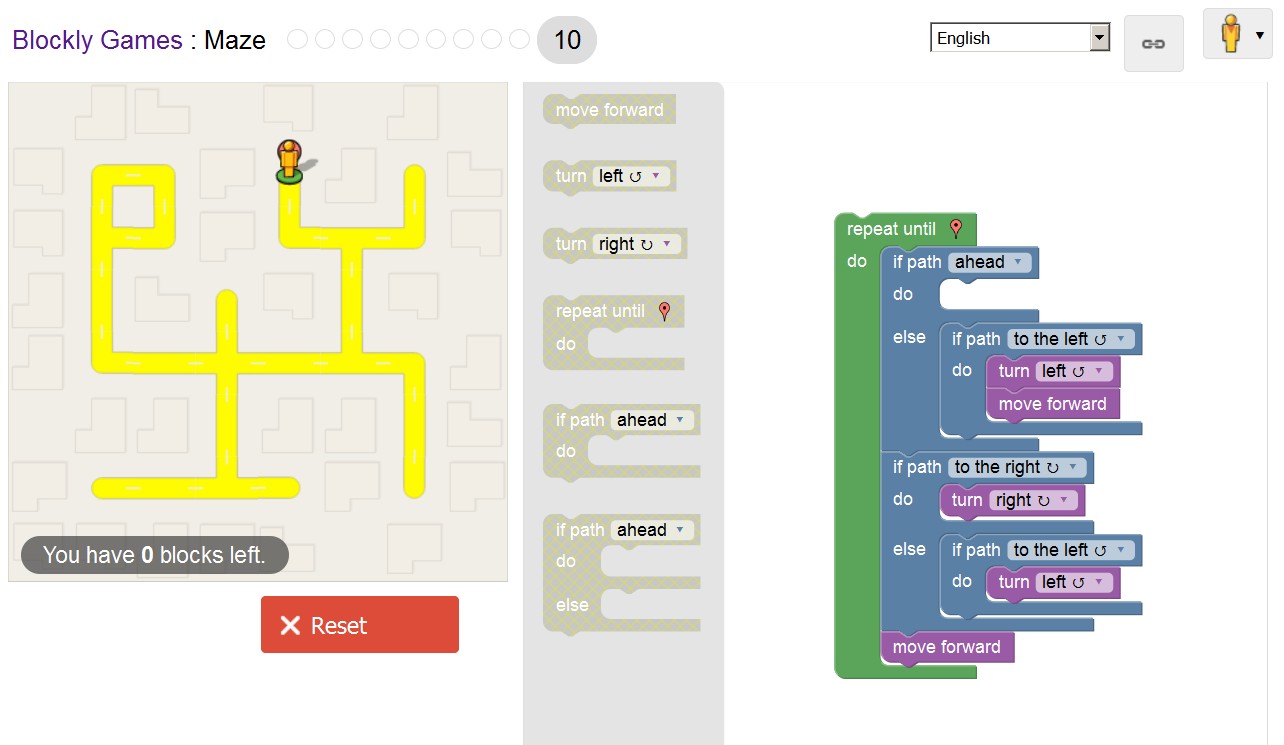 Blockly Games : Maze 10 English
move forward
turn left ↺
turn right ↻
repeat until
do
if path ahead
do
if path ahead
do
else
repeat until
do if path ahead
do
else if path to the left ↺
do turn left ↺
move forward
if path to the right ↻
do turn right ↻
else if path to the left ↺
do turn left ↺
move forward
You have 0 blocks left.
Reset